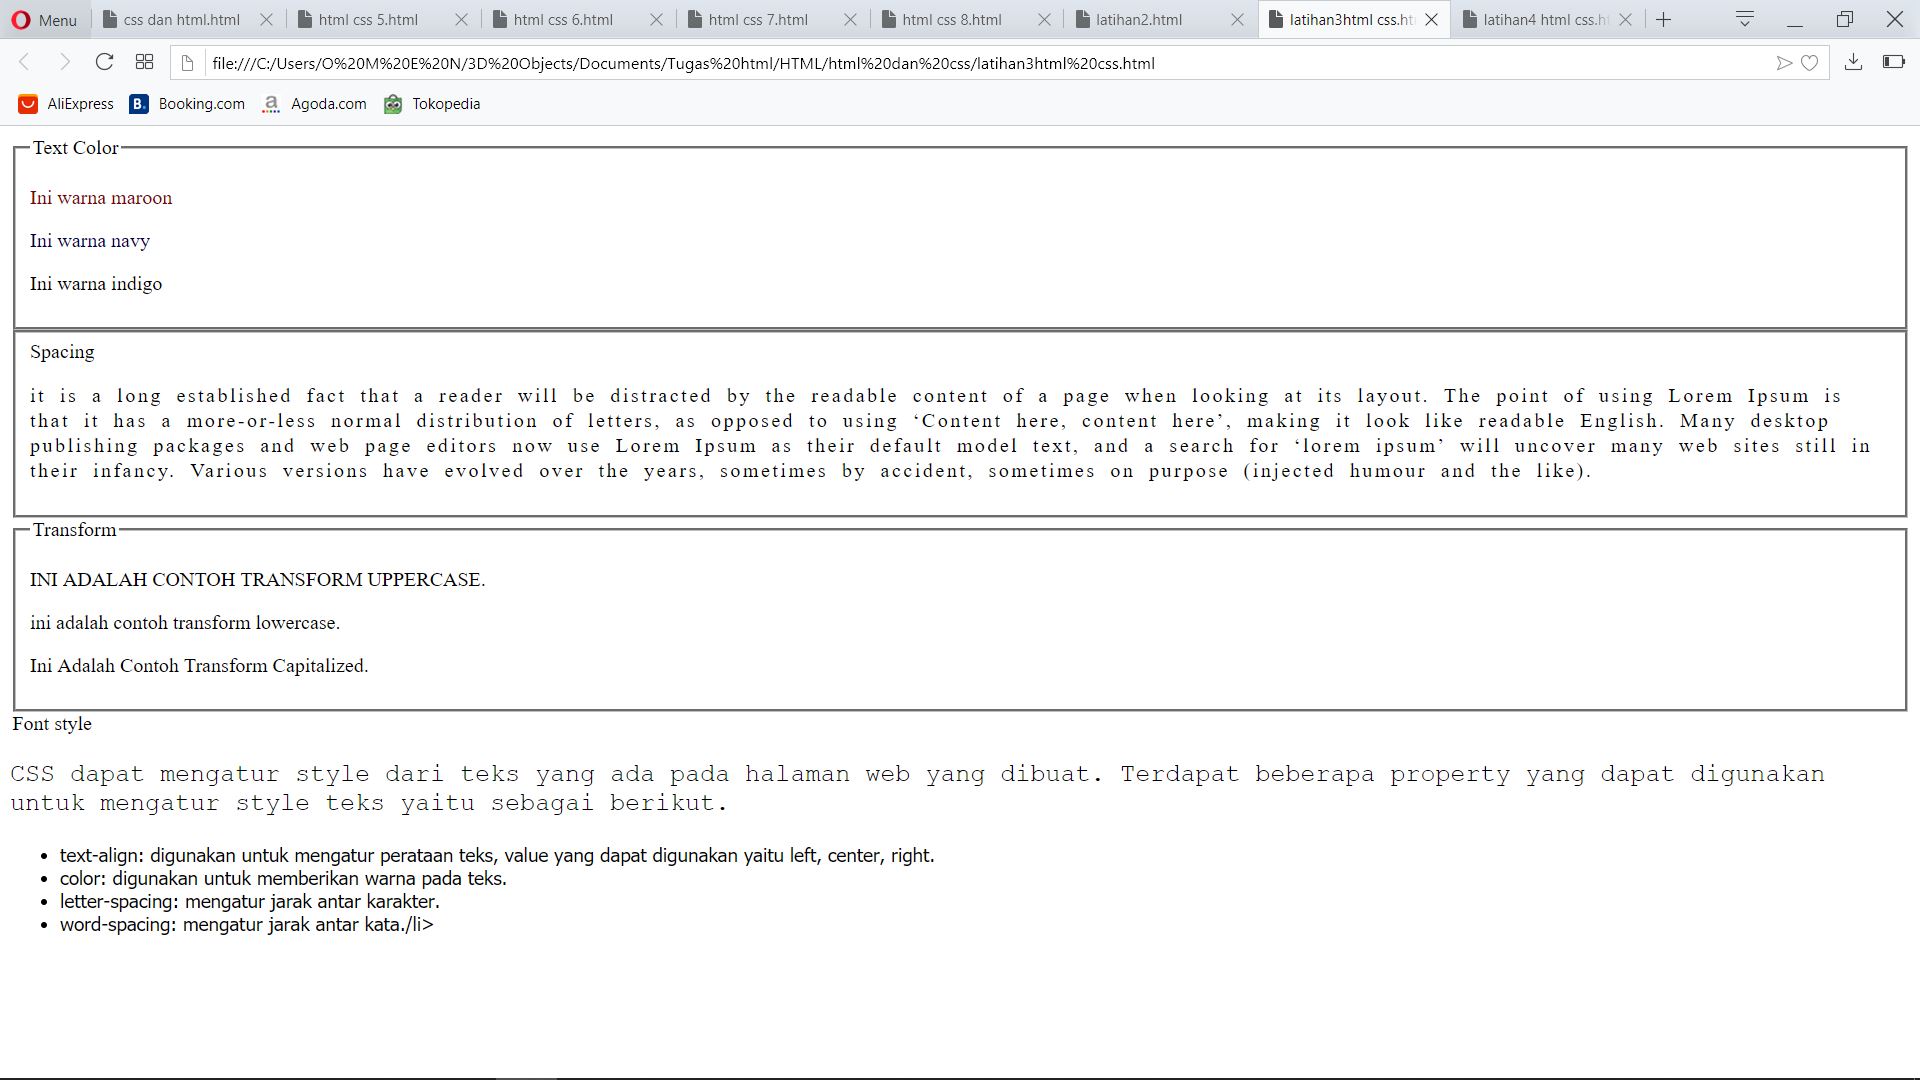 Menu
css dan html.html
html css 5.html
html css 6.html
html css 7.html
html css 8.html
latihan2.html
latihan3html css.ht
latihan4 html css.h
file:///C:/Users/O%20M%20E%20N/3D%20Objects/Documents/Tugas%20html/HTML/html%20dan%20css/latihan3html%20css.html
AliExpress
B.
Booking.com
a
Agoda.com
Tokopedia
Text Color
Ini warna maroon
Ini warna navy
Ini warna indigo
Spacing
it is a long established fact that a reader will be distracted by the readable content of a page when looking at its layout. The point of using Lorem Ipsum is
that it has a more-or-less normal distribution of letters, as opposed to using ‘Content here, content here’, making it look like readable English. Many desktop
publishing packages and web page editors now use Lorem Ipsum as their default model text, and a search for ‘lorem ipsum’ will uncover many web sites still in
their infancy. Various versions have evolved over the years, sometimes by accident, sometimes on purpose (injected humour and the like).
Transform
INI ADALAH CONTOH TRANSFORM UPPERCASE.
ini adalah contoh transform lowercase.
Ini Adalah Contoh Transform Capitalized.
Font style
CSS dapat mengatur style dari teks yang ada pada halaman web yang dibuat. Terdapat beberapa property yang dapat digunakan
untuk mengatur style teks yaitu sebagai berikut.
• text-align: digunakan untuk mengatur perataan teks, value yang dapat digunakan yaitu left, center, right.
• color: digunakan untuk memberikan warna pada teks.
• letter-spacing: mengatur jarak antar karakter.
• word-spacing: mengatur jarak antar kata./li>